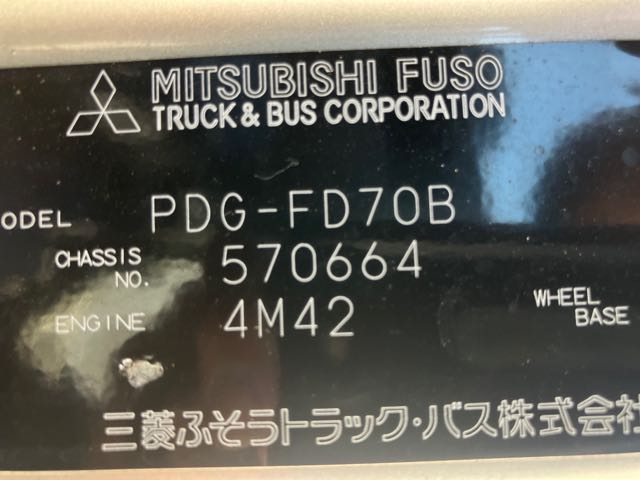 MITSUBISHI FUSO
TRUCK & BUS CORPORATION
ODEL PDG-FD70B
CHASSIS NO. 570664
ENGINE 4M42
WHEEL BASE
三菱ふそうトラック・バス株式会社